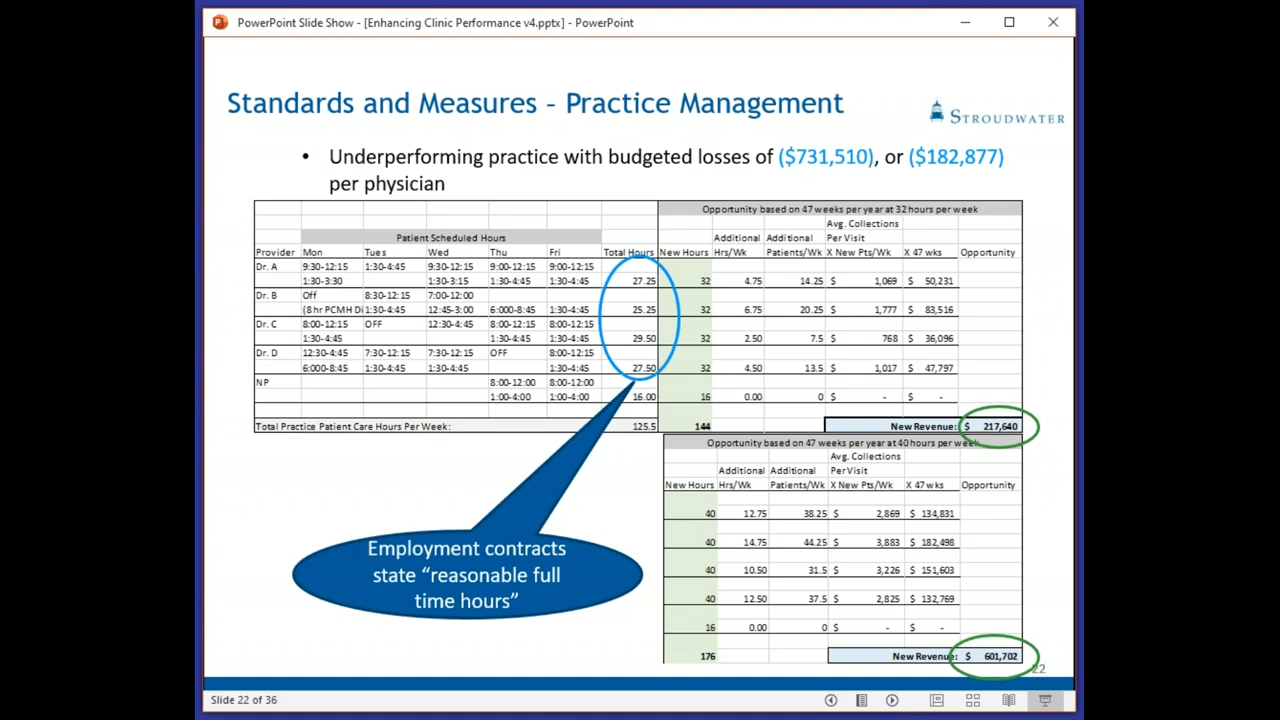 PowerPoint Slide Show - [Enhancing Clinic Performance v4.pptx] - PowerPoint
Standards and Measures – Practice Management
STROUDWATER
• Underperforming practice with budgeted losses of ($731,510), or ($182,877)
per physician
Opportunity based on 47 weeks per year at 32 hours per week
Avg. Collections
Patient Scheduled Hours Additional Additional Per Visit
Provider Mon Tues Wed Thu Fri Total Hours New Hours Hrs/Wk Patients/Wk X New Pts/Wk X 47 wks Opportunity
Dr. A 9:30-12:15 1:30-4:45 9:30-12:15 9:00-12:15 9:00-12:15
1:30-3:30 1:30-3:15 1:30-4:45 1:30-4:45 27.25 32 4.75 14.25 $ 1,069 $ 50,231
Dr. B Off 8:30-12:15 7:00-12:00
(8 hr PCMH Di 1:30-4:45 12:45-3:00 6:000-8:45 1:30-4:45 25.25 32 6.75 20.25 $ 1,777 $ 83,516
Dr. C 8:00-12:15 OFF 12:30-4:45 8:00-12:15 8:00-12:15
1:30-4:45 1:30-4:45 1:30-4:45 29.50 32 2.50 7.5 $ 768 $ 36,096
Dr. D 12:30-4:45 7:30-12:15 7:30-12:15 OFF 8:00-12:15
6:000-8:45 1:30-4:45 1:30-4:45 1:30-4:45 27.50 32 4.50 13.5 $ 1,017 $ 47,797
NP 8:00-12:00 8:00-12:00
1:00-4:00 1:00-4:00 16.00 16 0.00 0 $ - $ -
Total Practice Patient Care Hours Per Week: 125.5 144 New Revenue: $ 217,640
Opportunity based on 47 weeks per year at 40 hours per week
Avg. Collections
Additional Additional Per Visit
New Hours Hrs/Wk Patients/Wk X New Pts/Wk X 47 wks Opportunity
40 12.75 38.25 $ 2,869 $ 134,831
40 14.75 44.25 $ 3,883 $ 182,498
40 10.50 31.5 $ 3,226 $ 151,603
40 12.50 37.5 $ 2,825 $ 132,769
16 0.00 0 $ - $ -
176 New Revenue: $ 601,702
Employment contracts
state “reasonable full
time hours”
22
Slide 22 of 36